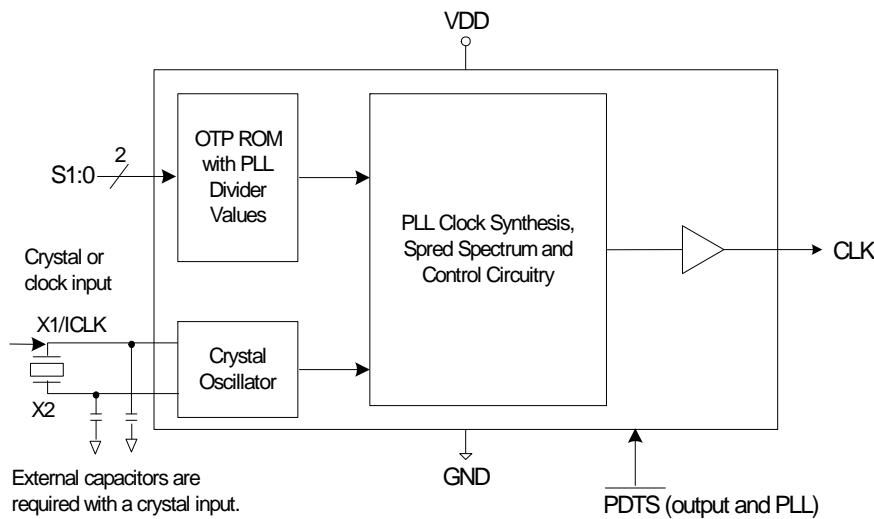 VDD
OTP ROM
with PLL
Divider
Values
2
S1:0
PLL Clock Synthesis,
Spred Spectrum and
Control Circuitry
CLK
Crystal or
clock input
X1/ICLK
Crystal
Oscillator
X2
External capacitors are
required with a crystal input.
GND
PDTS (output and PLL)